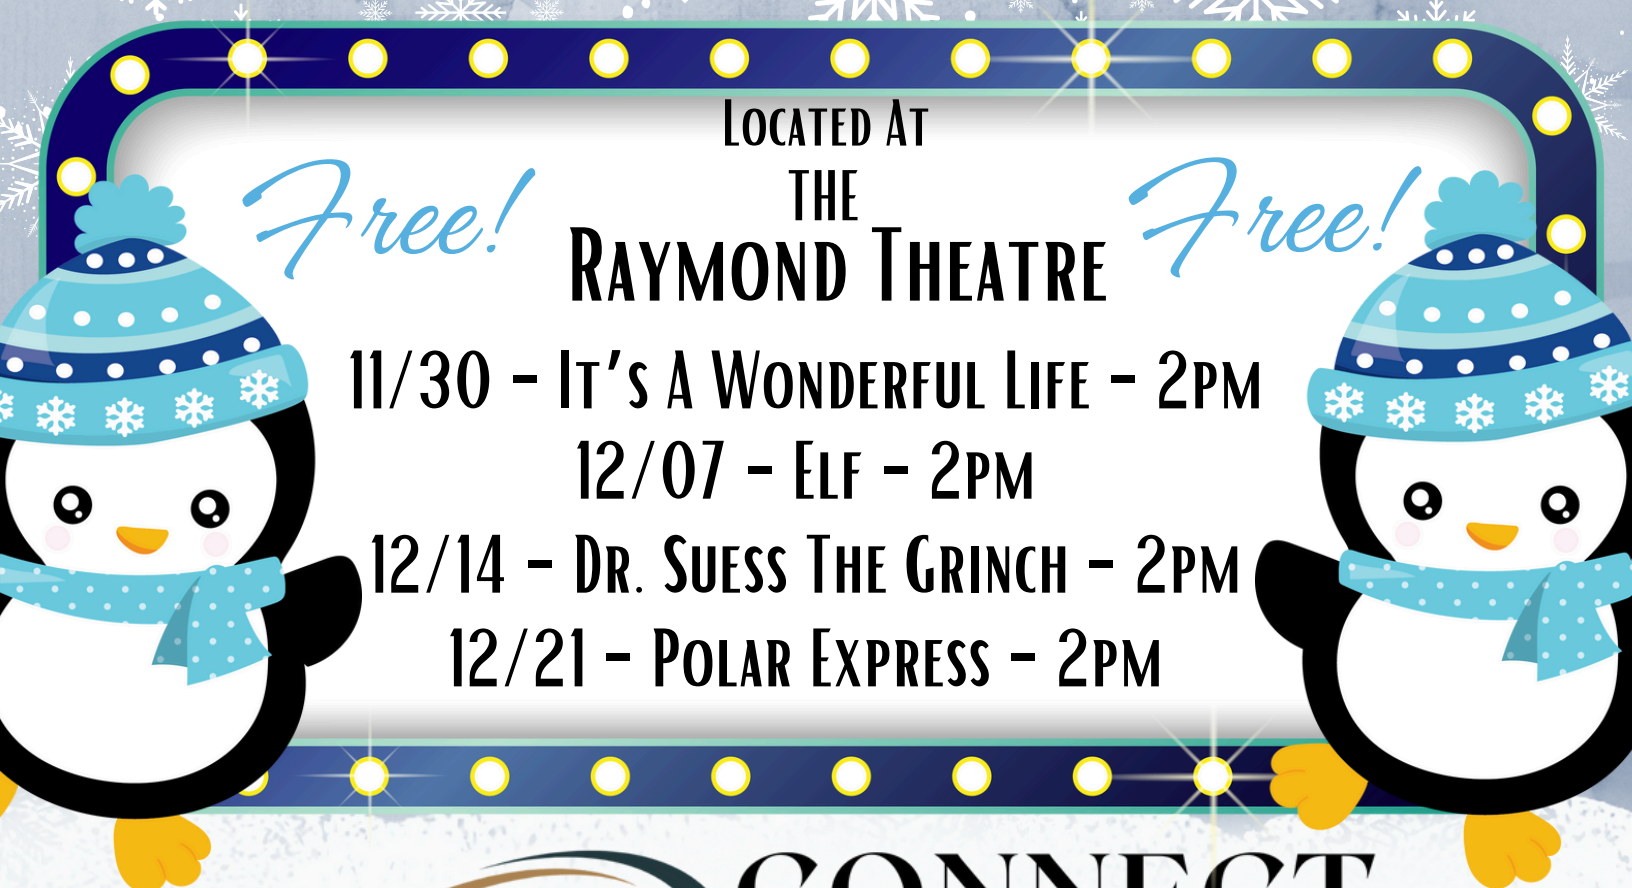 Located At
Free!
THE
Free!
Raymond Theatre
11/30 - It's A Wonderful Life - 2pm
12/07 - Elf - 2pm
12/14 - Dr. Suess The Grinch - 2pm
12/21 - Polar Express - 2pm
CONNECT